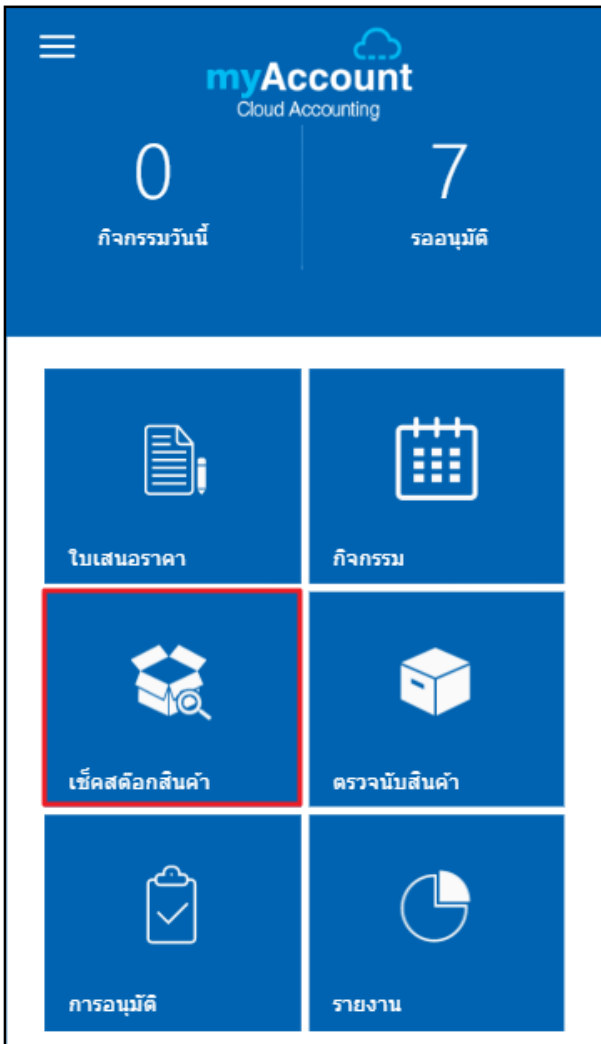 myAccount
Cloud Accounting
0
7
กิจกรรมวันนี้
รออนุมัติ
ใบเสนอราคา
กิจกรรม
เช็คสต๊อกสินค้า
ตรวจนับสินค้า
การอนุมัติ
รายงาน